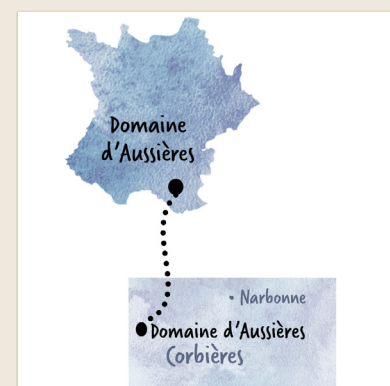 Domaine
d'Aussières
• Narbonne
Domaine d'Aussières
Corbières